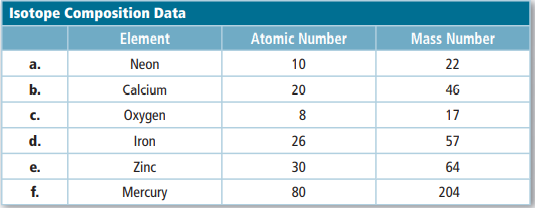 Isotope Composition Data
Element Atomic Number Mass Number
a. Neon 10 22
b. Calcium 20 46
c. Oxygen 8 17
d. Iron 26 57
e. Zinc 30 64
f. Mercury 80 204